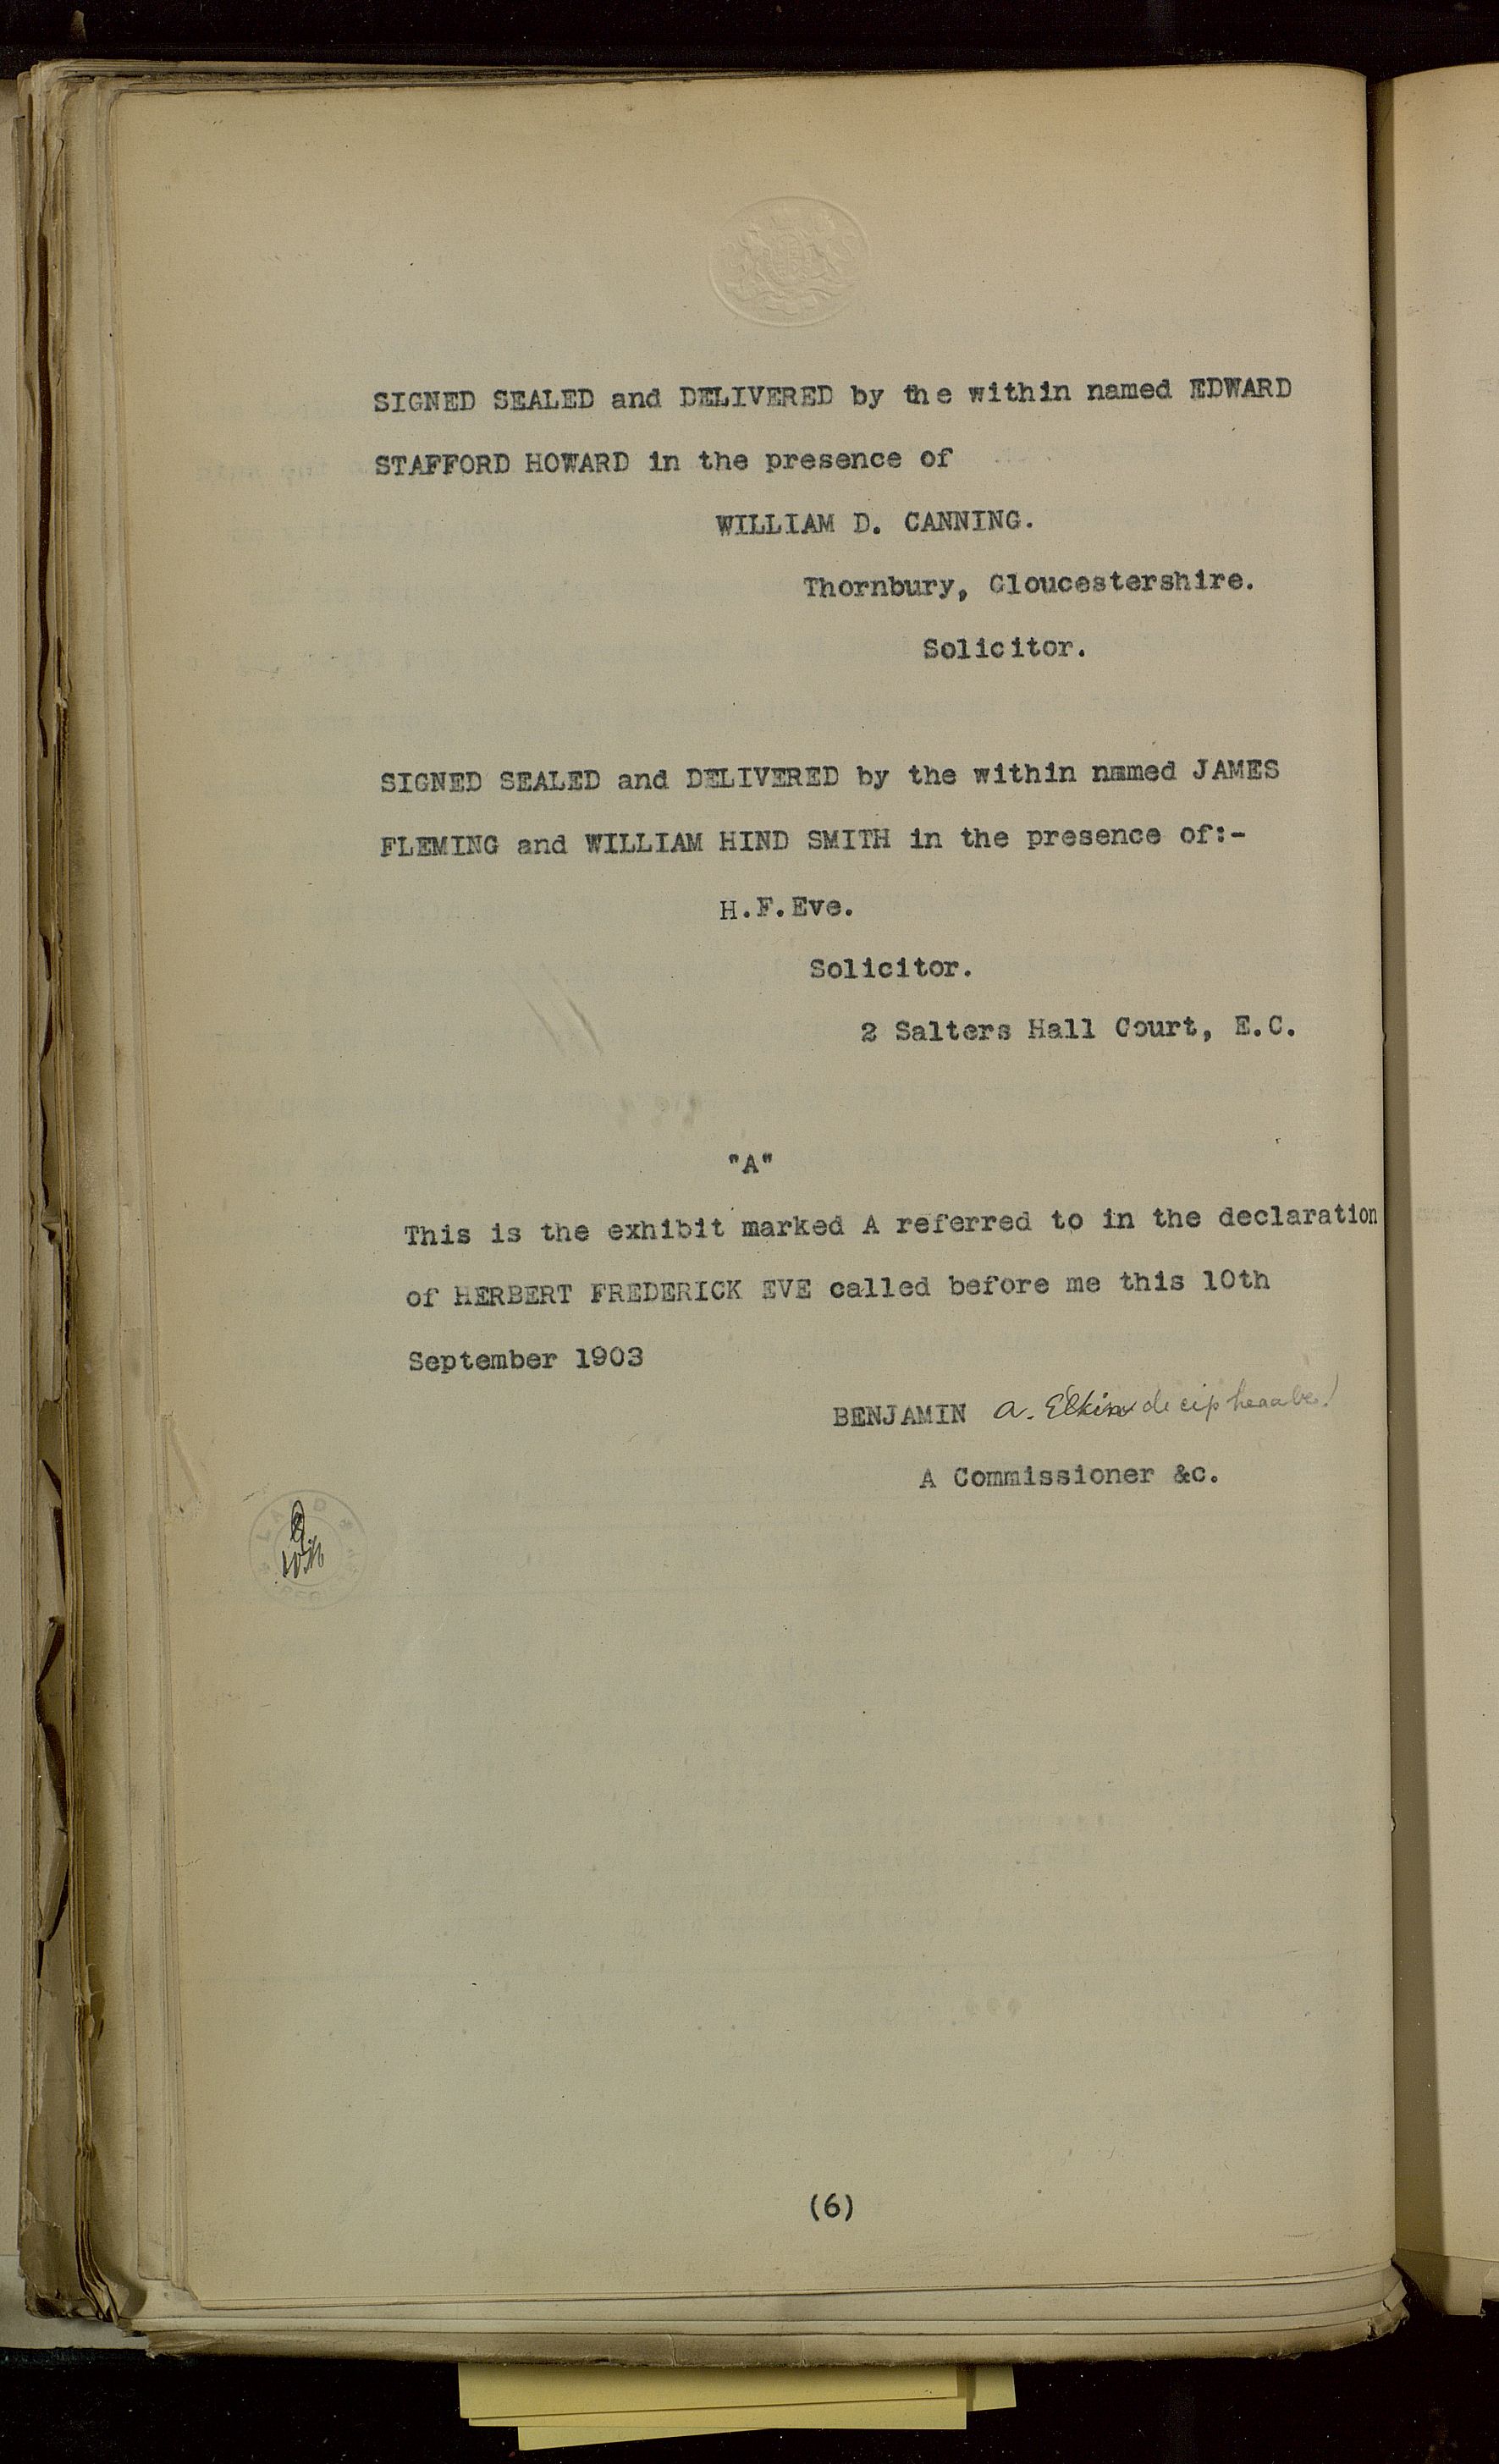 SIGNED SEALED and DELIVERED by the within named EDWARD
STAFFORD HOWARD in the presence of
WILLIAM D. CANNING.
Thornbury, Gloucestershire.
Solicitor.
SIGNED SEALED and DELIVERED by the within named JAMES
FLEMING and WILLIAM HIND SMITH in the presence of:-
H.F.Eve.
Solicitor.
2 Salters Hall Court, E.C.
"A"
This is the exhibit marked A referred to in the declaration
of HERBERT FREDERICK EVE called before me this 10th
September 1903
BENJAMIN a. Elkin
A Commissioner &c.
(6)